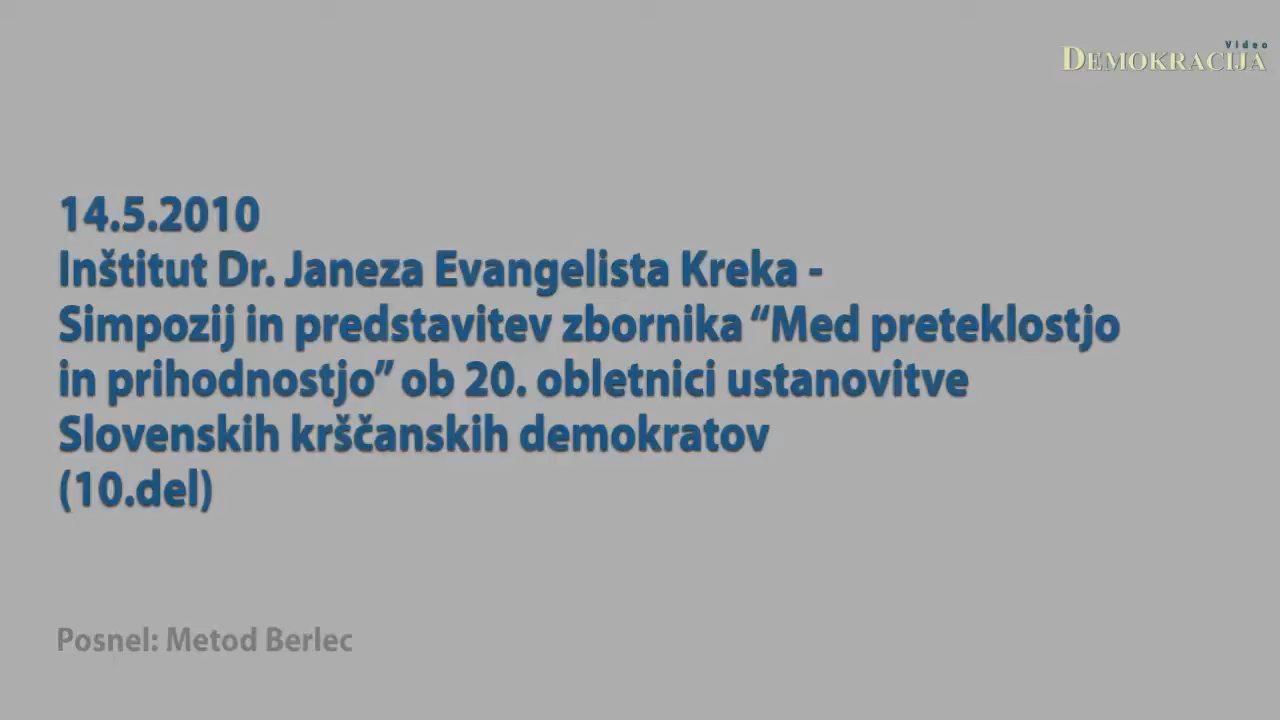 Video
DEMOKRACIJA
14.5.2010
Inštitut Dr. Janeza Evangelista Kreka -
Simpozij in predstavitev zbornika “Med preteklostjo
in prihodnostjo” ob 20. obletnici ustanovitve
Slovenskih krščanskih demokratov
(10.del)
Posnel: Metod Berlec